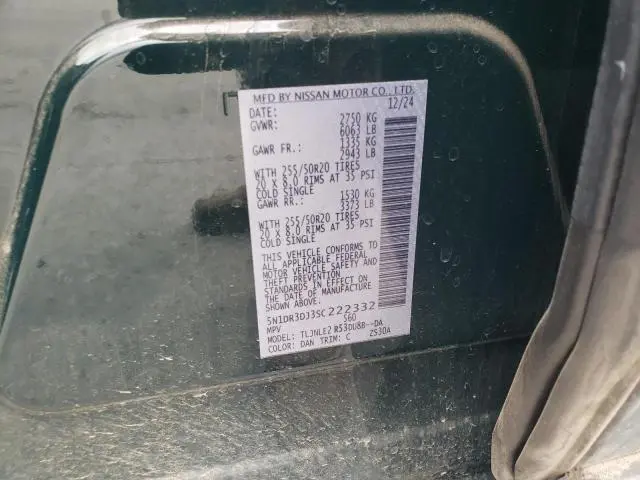 MFD BY NISSAN MOTOR CO., LTD.
DATE: 12/24
GVWR: 2750 KG
6063 LB
GAWR FR.: 1335 KG
2943 LB
WITH 255/50R20 TIRES
20 X 8.0 RIMS AT 35 PSI
COLD SINGLE
GAWR RR.: 1530 KG
3373 LB
WITH 255/50R20 TIRES
20 X 8.0 RIMS AT 35 PSI
COLD SINGLE
THIS VEHICLE CONFORMS TO
ALL APPLICABLE FEDERAL
MOTOR VEHICLE SAFETY AND
THEFT PREVENTION
STANDARDS IN EFFECT ON
THE DATE OF MANUFACTURE
SHOWN ABOVE.
5N1DR3DJ3SC222332
MPV S60
MODEL: TLJNLE2 R53DU8B--DA
COLOR: DAN TRIM: C ZS30A